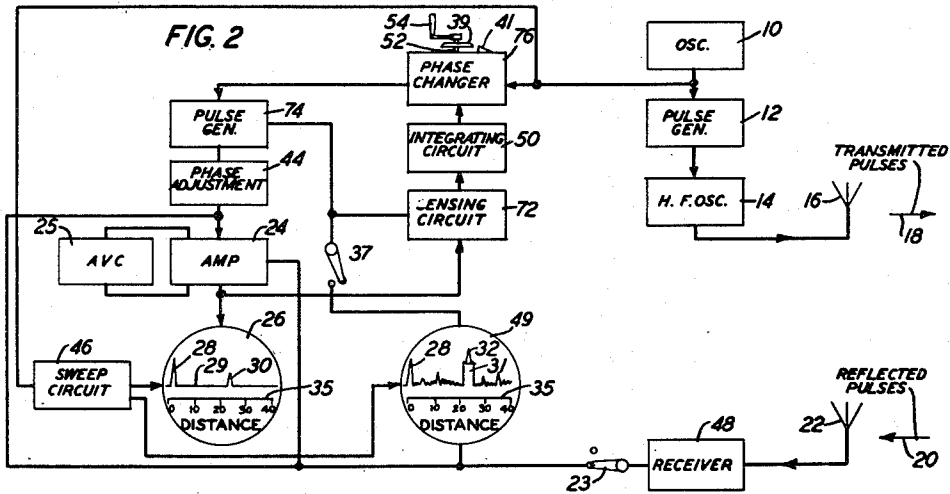 FIG. 2
54
39
41
76
PHASE CHANGER
OSC.
10
PULSE GEN.
74
PULSE GEN.
12
INTEGRATING CIRCUIT
50
PHASE ADJUSTMENT
44
TRANSMITTED PULSES
H. F. OSC.
14
16
18
SENSING CIRCUIT
72
25
AVC
24
AMP
37
52
26
28
29
30
35
0 10 20 30 40
DISTANCE
46
SWEEP CIRCUIT
49
28
32
31
35
0 10 20 30 40
DISTANCE
REFLECTED PULSES
22
20
48
RECEIVER
23